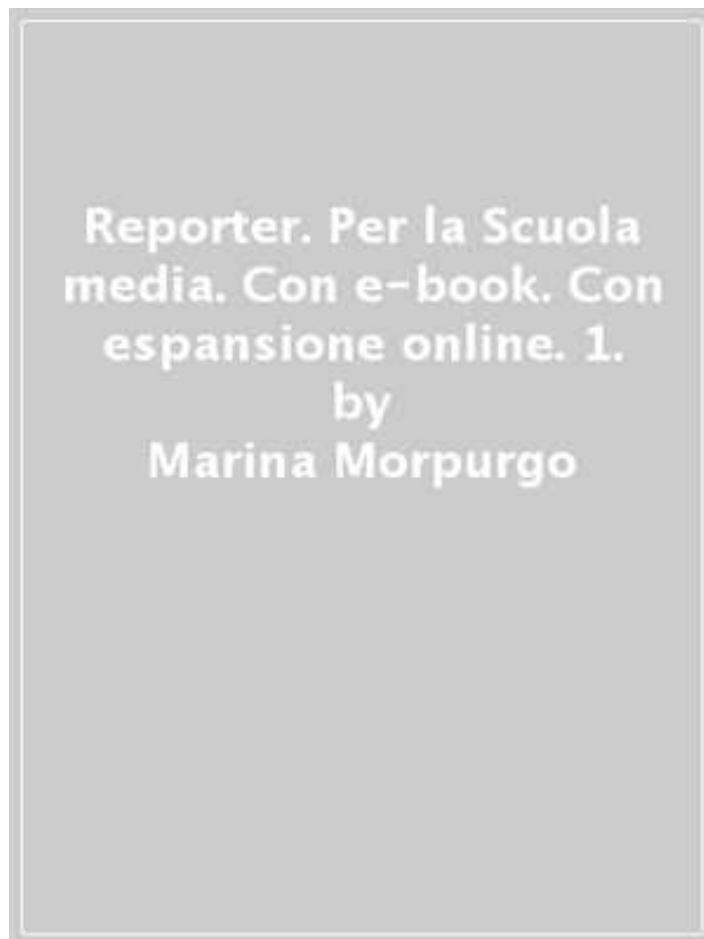 Reporter. Per la Scuola
media. Con e-book. Con
espansione online. 1.
by
Marina Morpurgo